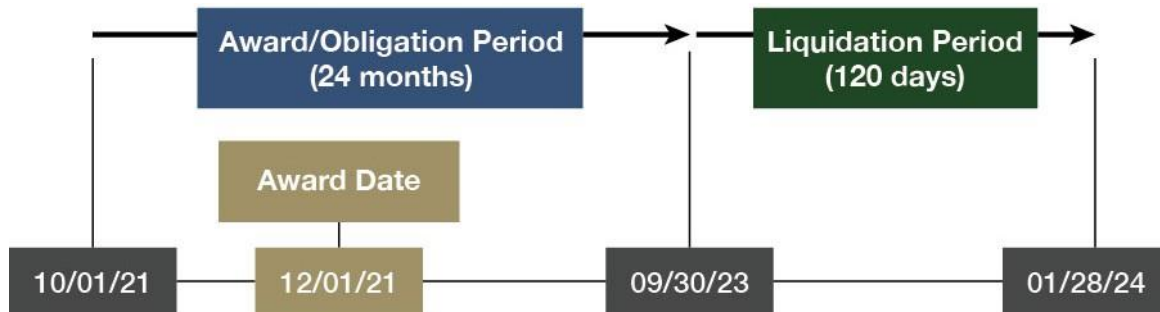 Award/Obligation Period
(24 months)
Liquidation Period
(120 days)
Award Date
10/01/21
12/01/21
09/30/23
01/28/24